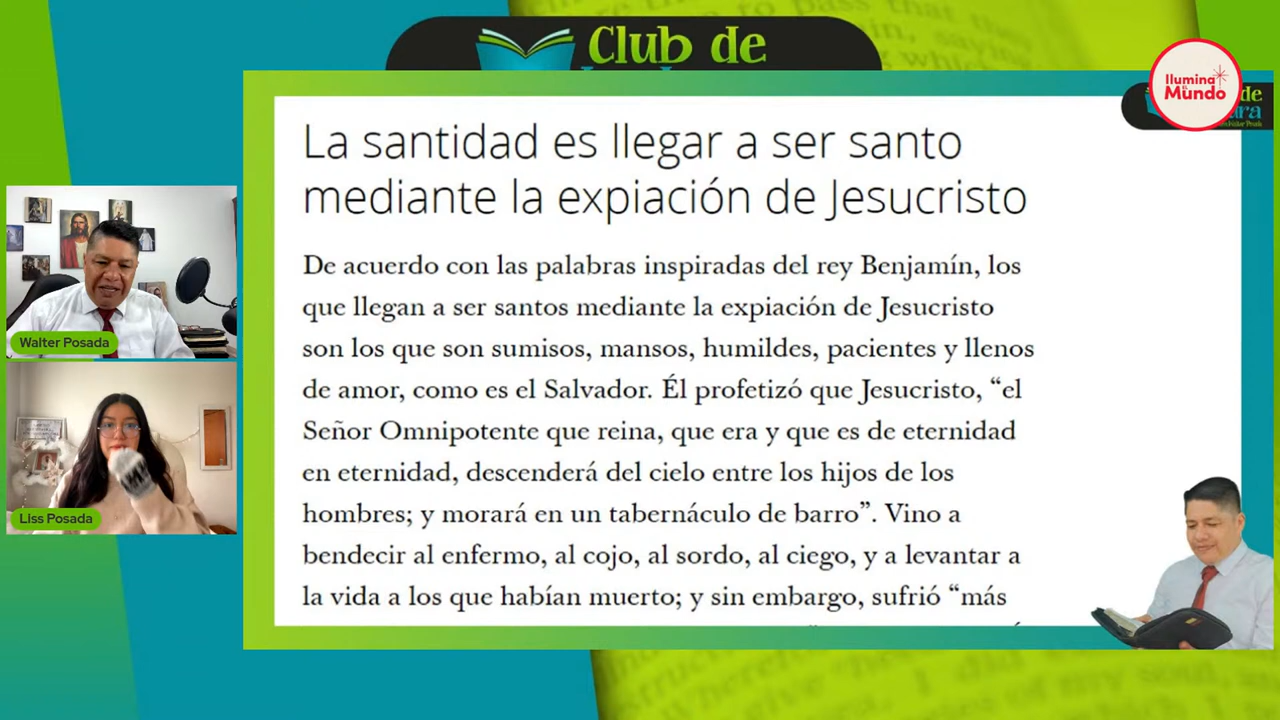 Club de
Ilumina
el
Mundo
de
ura
La santidad es llegar a ser santo
mediante la expiación de Jesucristo
De acuerdo con las palabras inspiradas del rey Benjamín, los
que llegan a ser santos mediante la expiación de Jesucristo
son los que son sumisos, mansos, humildes, pacientes y llenos
de amor, como es el Salvador. Él profetizó que Jesucristo, “el
Señor Omnipotente que reina, que era y que es de eternidad
en eternidad, descenderá del cielo entre los hijos de los
hombres; y morará en un tabernáculo de barro”. Vino a
bendecir al enfermo, al cojo, al sordo, al ciego, y a levantar a
la vida a los que habían muerto; y sin embargo, sufrió “más
Walter Posada
Liss Posada